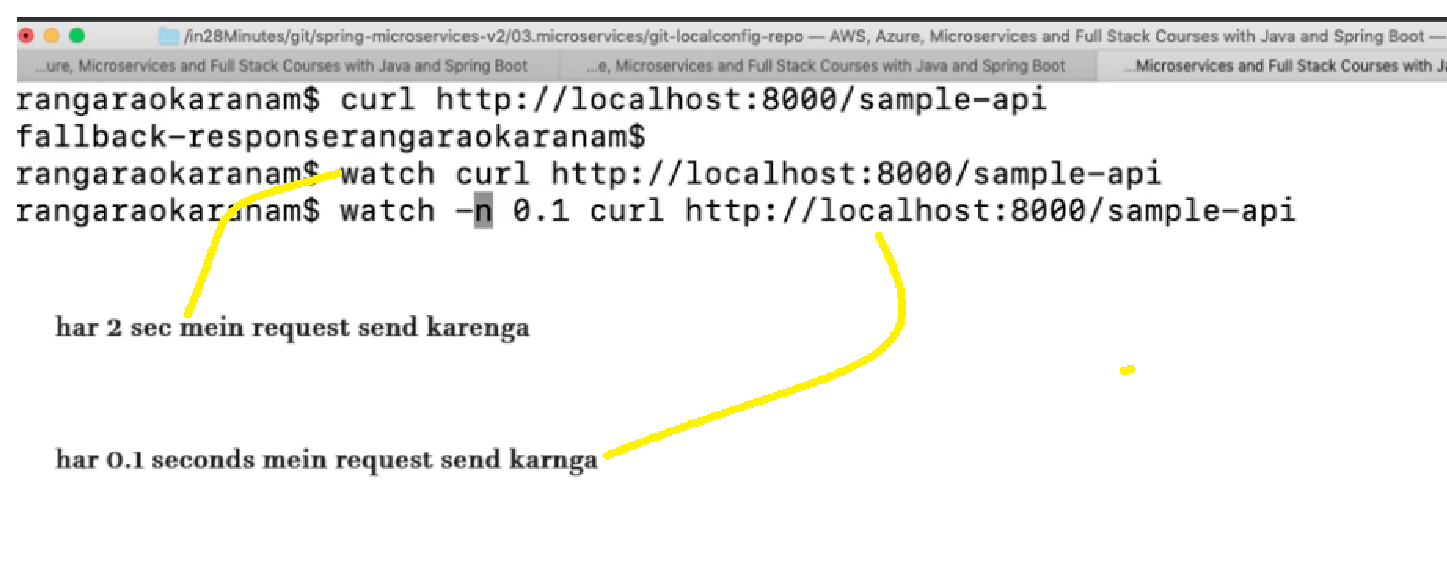 /in28Minutes/git/spring-microservices-v2/03.microservices/git-localconfig-repo — AWS, Azure, Microservices and Full Stack Courses with Java and Spring Boot —
...ure, Microservices and Full Stack Courses with Java and Spring Boot ...e, Microservices and Full Stack Courses with Java and Spring Boot ...Microservices and Full Stack Courses with Ja
rangaraokaranam$ curl http://localhost:8000/sample-api
fallback-responserangaraokaranam$
rangaraokaranam$ watch curl http://localhost:8000/sample-api
rangaraokaranam$ watch -n 0.1 curl http://localhost:8000/sample-api
har 2 sec mein request send karenga
har 0.1 seconds mein request send karnga